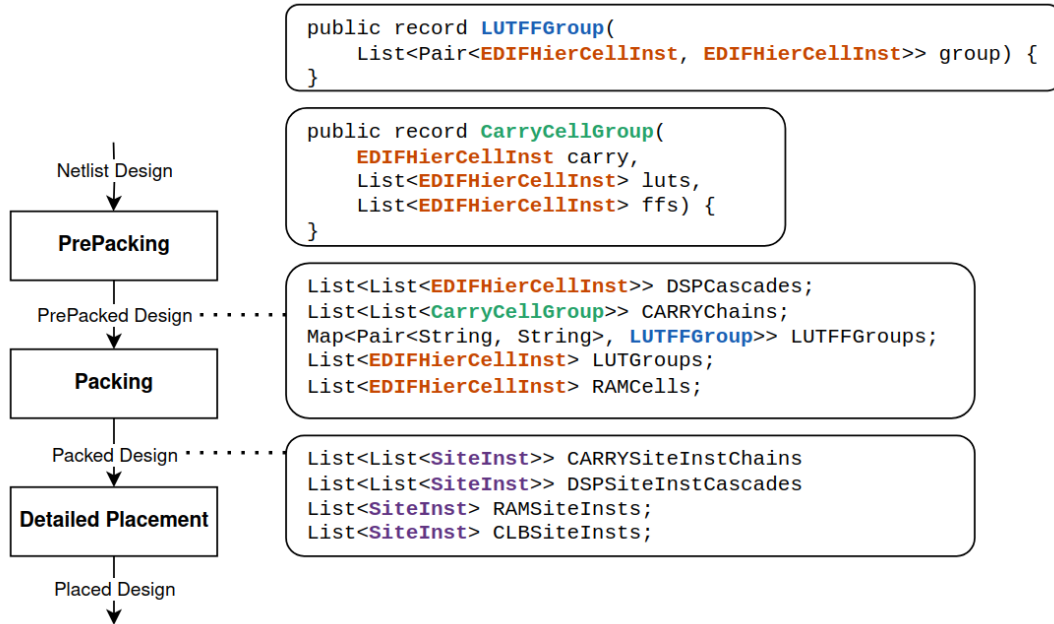 public record LUTFFGroup(
List<Pair<EDIFHierCellInst, EDIFHierCellInst>> group) {
}
public record CarryCellGroup(
EDIFHierCellInst carry,
List<EDIFHierCellInst> luts,
List<EDIFHierCellInst> ffs) {
}
Netlist Design
PrePacking
PrePacked Design
List<List<EDIFHierCellInst>> DSPCascades;
List<List<CarryCellGroup>> CARRYChains;
Map<Pair<String, String>, LUTFFGroup>> LUTFFGroups;
List<EDIFHierCellInst> LUTGroups;
List<EDIFHierCellInst> RAMCells;
Packing
Packed Design
List<List<SiteInst>> CARRYSiteInstChains
List<List<SiteInst>> DSPSiteInstCascades
List<SiteInst> RAMSiteInsts;
List<SiteInst> CLBSiteInsts;
Detailed Placement
Placed Design